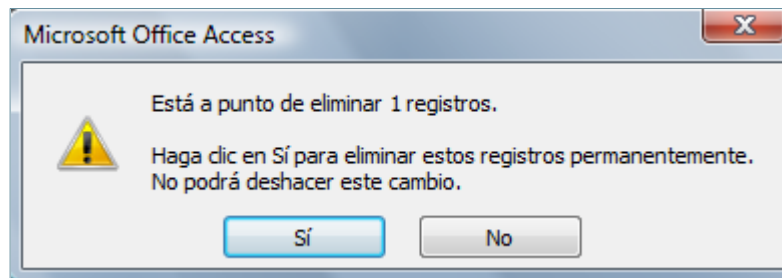 Microsoft Office Access
Está a punto de eliminar 1 registros.
Haga clic en Sí para eliminar estos registros permanentemente.
No podrá deshacer este cambio.
Sí
No